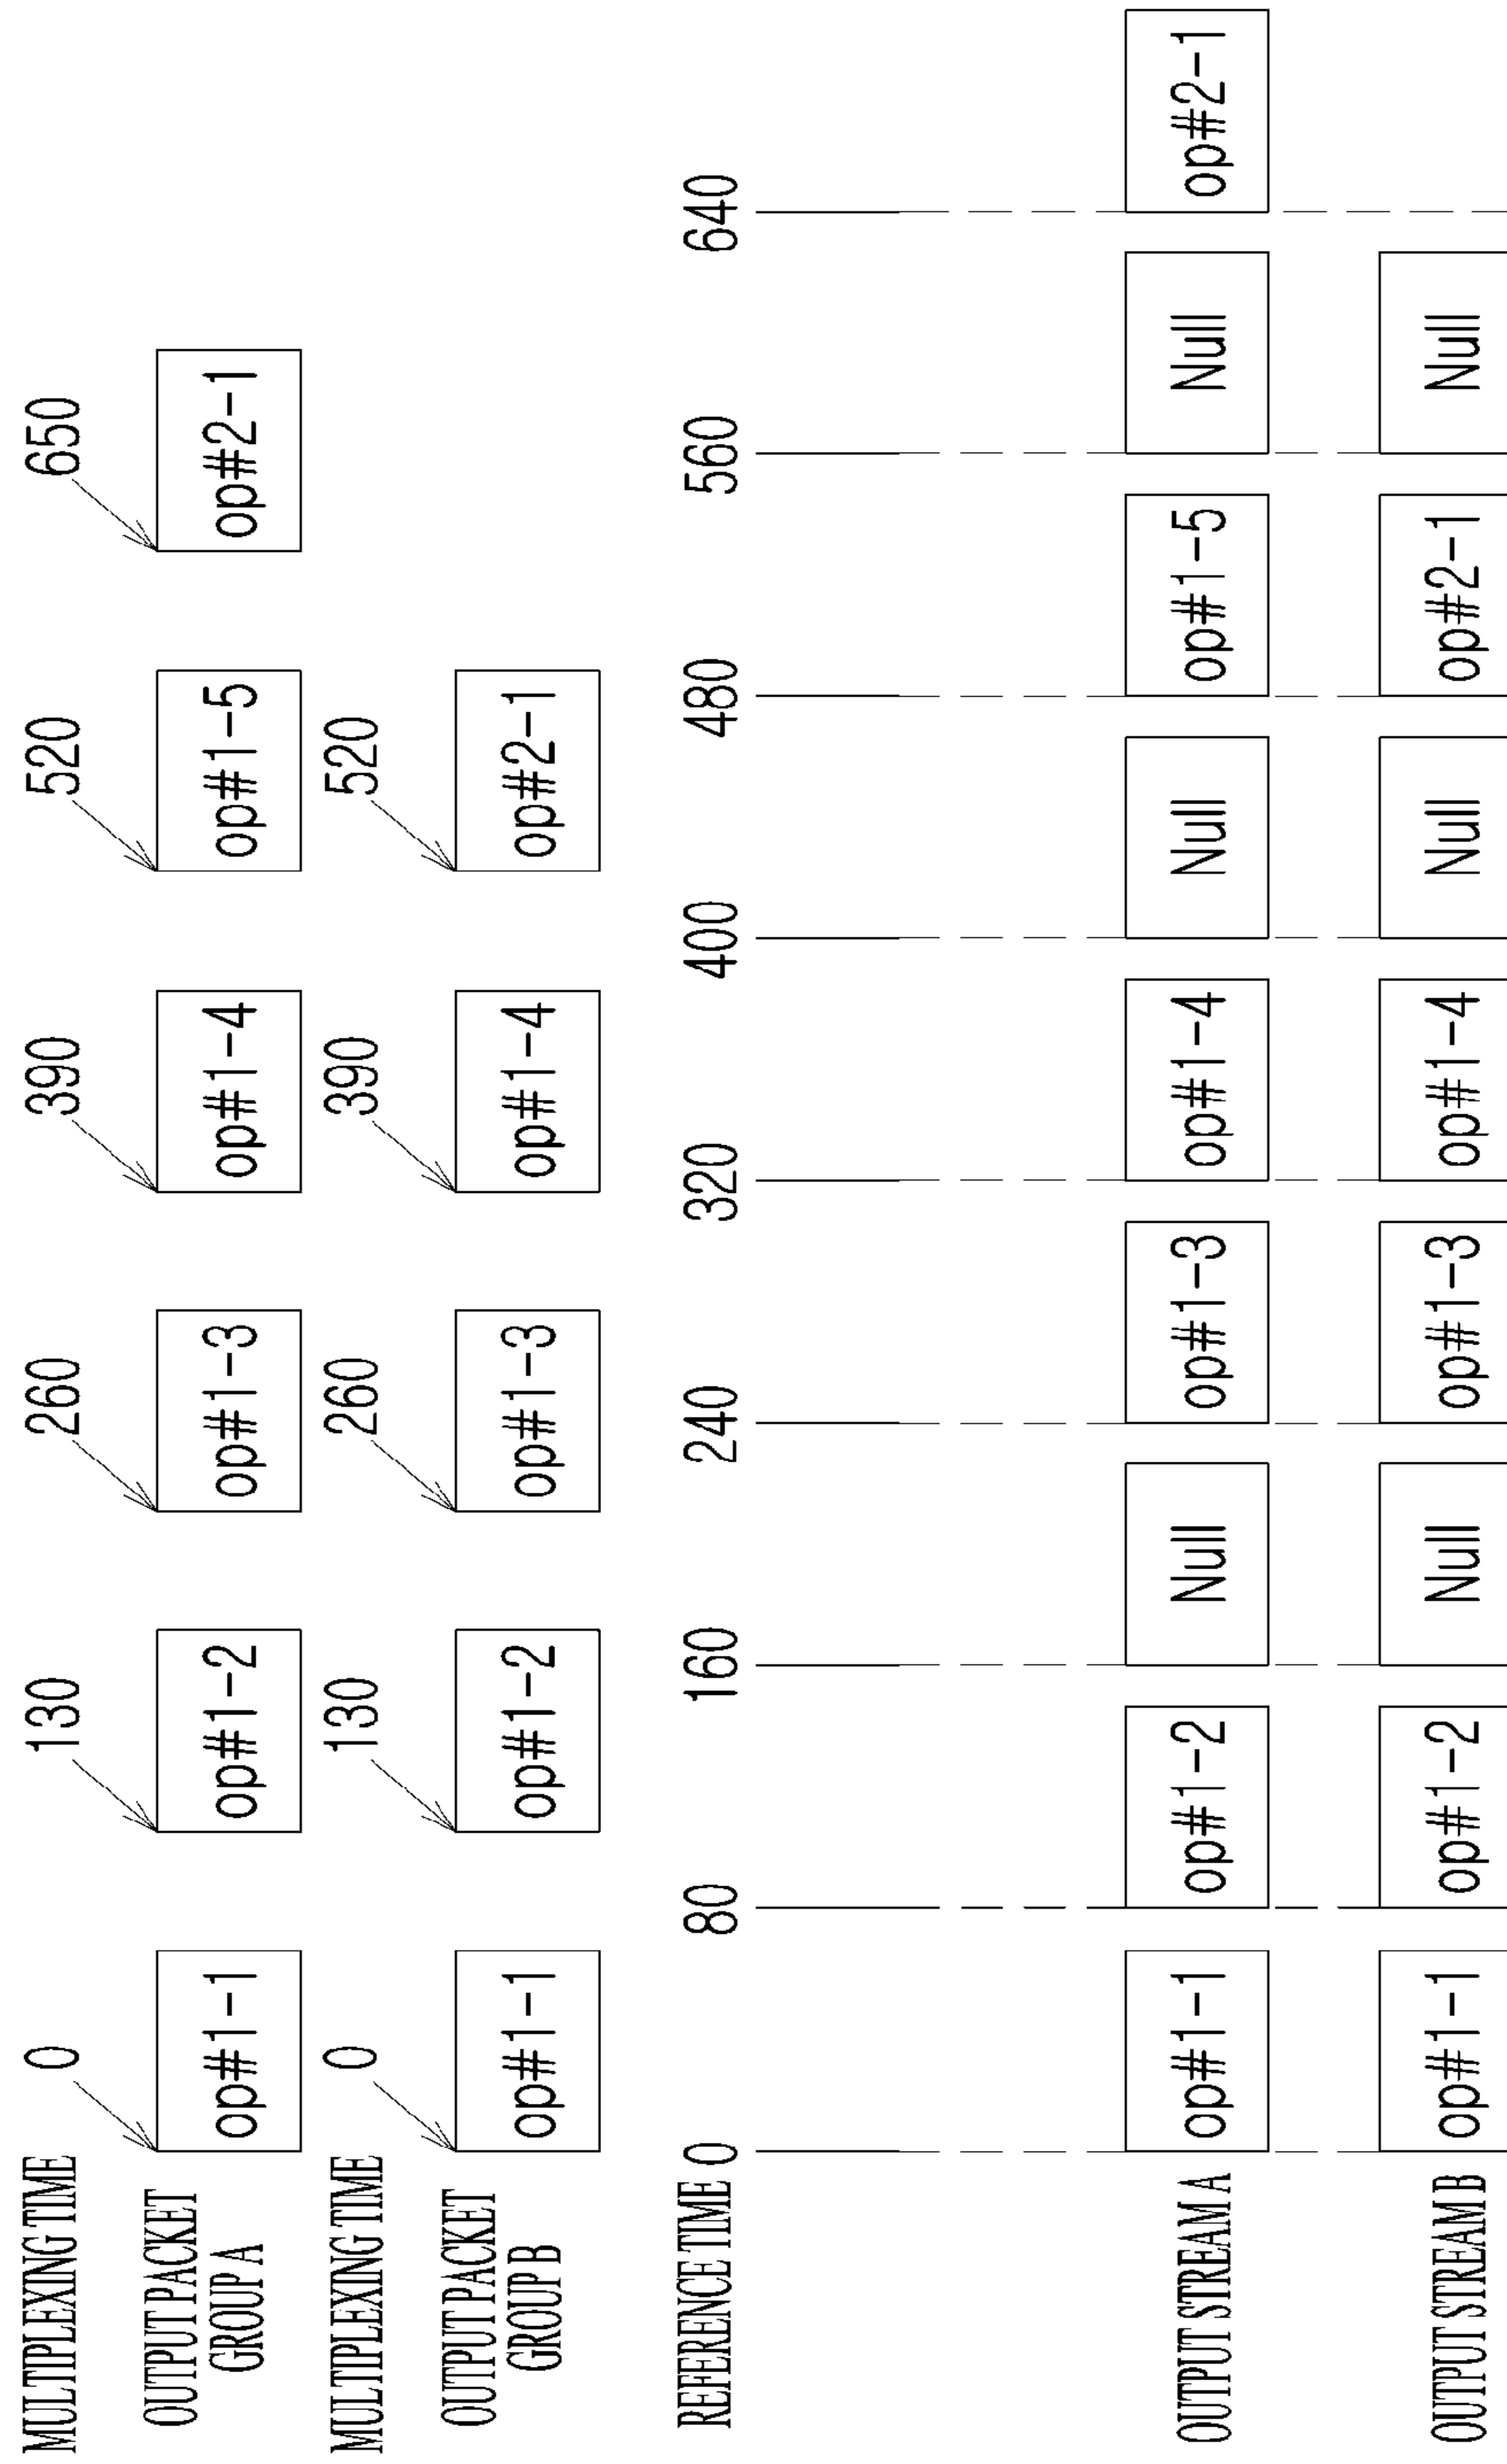 MULTIPLEXING TIME 0 130 260 390 520 650
OUTPUT PACKET
GROUP A
op#1-1 op#1-2 op#1-3 op#1-4 op#1-5 op#2-1
MULTIPLEXING TIME 0 130 260 390 520
OUTPUT PACKET
GROUP B
op#1-1 op#1-2 op#1-3 op#1-4 op#2-1
REFERENCE TIME 0 80 160 240 320 400 480 560 640
OUTPUT STREAM A op#1-1 op#1-2 Null op#1-3 op#1-4 Null op#1-5 Null op#2-1
OUTPUT STREAM B op#1-1 op#1-2 Null op#1-3 op#1-4 Null op#2-1 Null